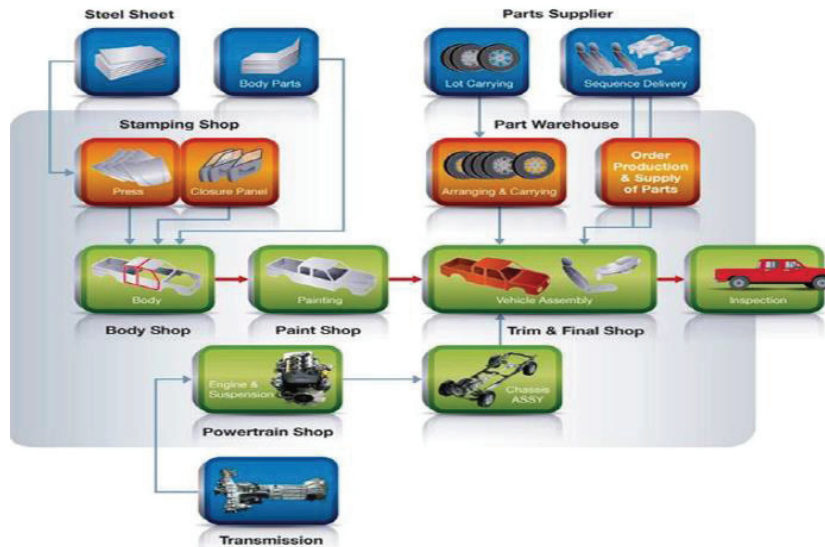 Steel Sheet
Parts Supplier
Body Parts
Lot Carrying
Sequence Delivery
Stamping Shop
Part Warehouse
Press
Closure Panel
Arranging & Carrying
Order
Production
& Supply
of Parts
Body
Painting
Vehicle Assembly
Inspection
Body Shop
Paint Shop
Trim & Final Shop
Engine &
Suspension
Chassis
ASSY
Powertrain Shop
Transmission